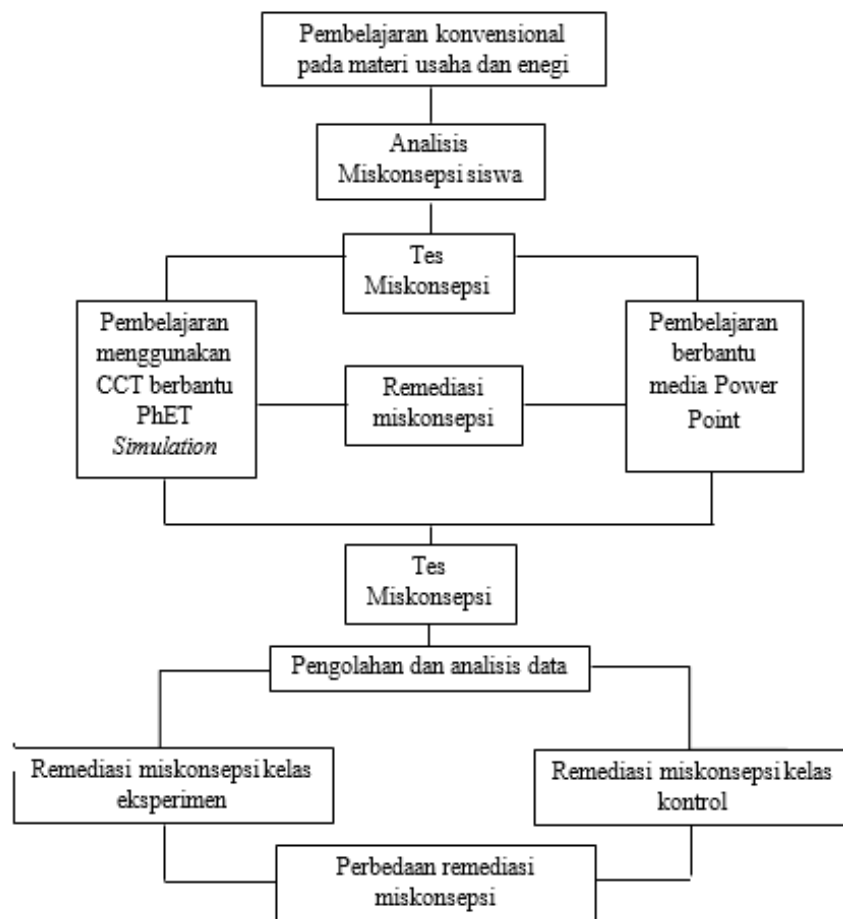 Pembelajaran konvensional
pada materi usaha dan enegi
Analisis
Miskonsepsi siswa
Tes
Miskonsepsi
Pembelajaran
menggunakan
CCT berbantu
PhET
Simulation
Remediasi
miskonsepsi
Pembelajaran
berbantu
media Power
Point
Tes
Miskonsepsi
Pengolahan dan analisis data
Remediasi miskonsepsi kelas
eksperimen
Remediasi miskonsepsi kelas
kontrol
Perbedaan remediasi
miskonsepsi